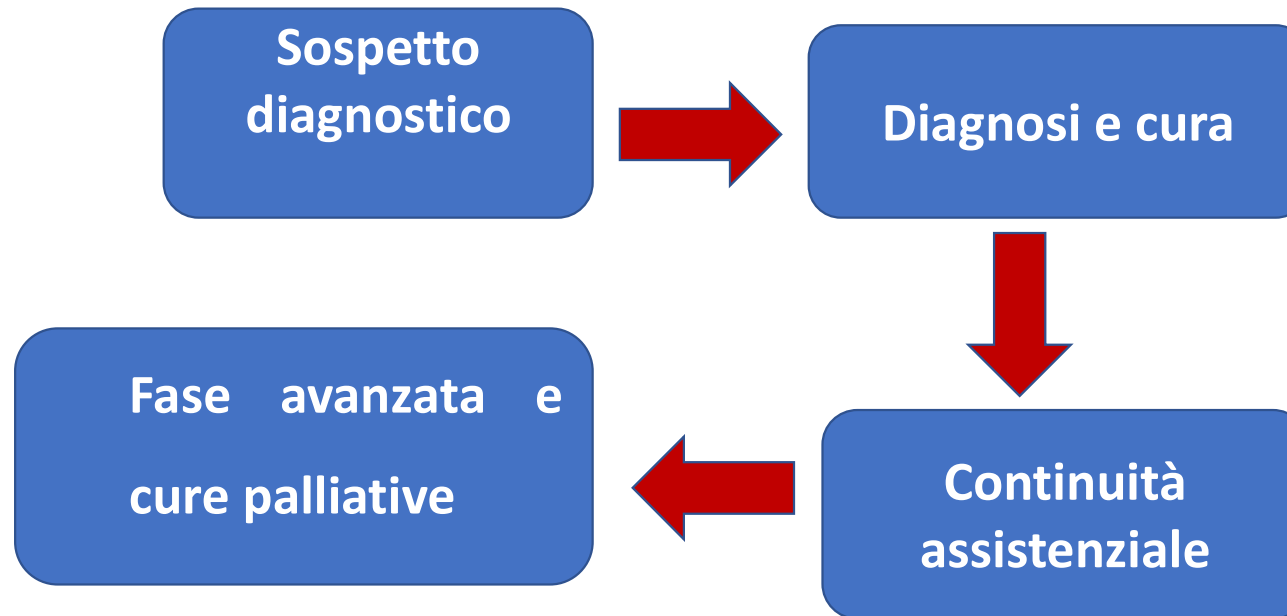 Sospetto
diagnostico
Diagnosi e cura
Continuità
assistenziale
Fase avanzata e
cure palliative